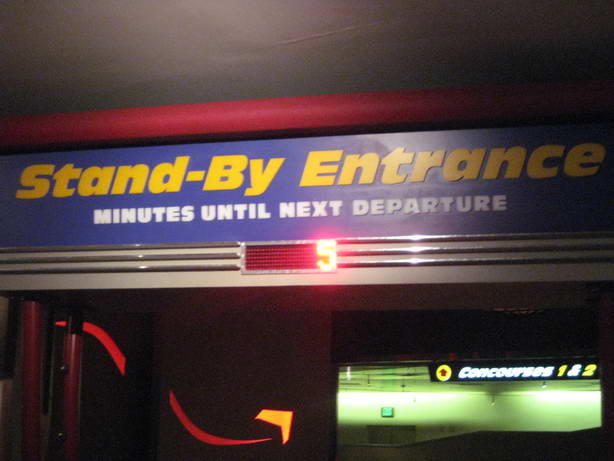 Stand-By Entrance
MINUTES UNTIL NEXT DEPARTURE
5
Concourses 1 & 2